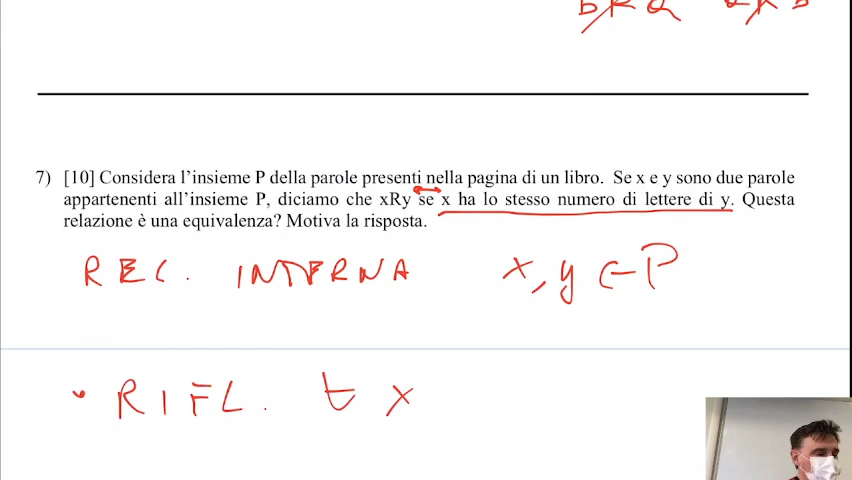 7) [10] Considera l'insieme P della parole presenti nella pagina di un libro. Se x e y sono due parole
appartenenti all'insieme P, diciamo che xRy se x ha lo stesso numero di lettere di y. Questa
relazione è una equivalenza? Motiva la risposta.
REC. INTERNA x, y ∈ P
• RIFL. t x